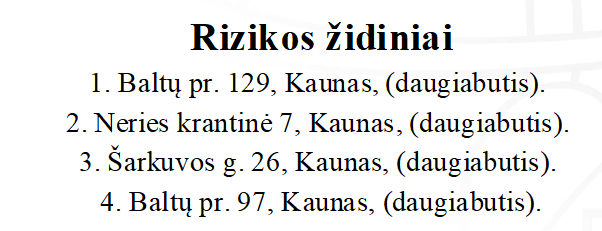 Rizikos židiniai
1. Baltų pr. 129, Kaunas, (daugiabutis).
2. Neries krantinė 7, Kaunas, (daugiabutis).
3. Šarkuvos g. 26, Kaunas, (daugiabutis).
4. Baltų pr. 97, Kaunas, (daugiabutis).